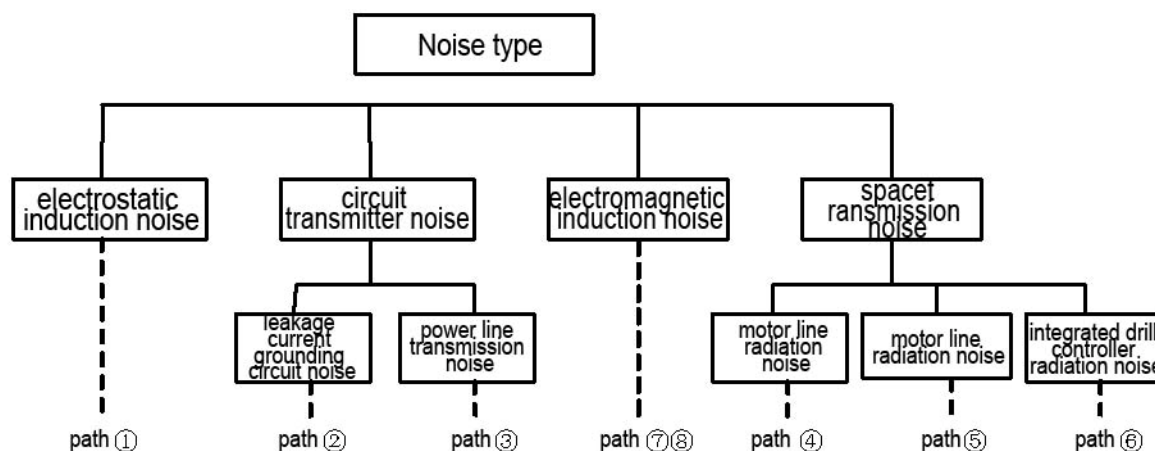 Noise type
electrostatic
induction noise
circuit
transmitter noise
electromagnetic
induction noise
spacet
ransmission
noise
leakage
current
grounding
circuit noise
power line
transmission
noise
motor line
radiation
noise
motor line
radiation noise
integrated drill
controller
radiation noise
path ①
path ②
path ③
path ⑦⑧
path ④
path ⑤
path ⑥